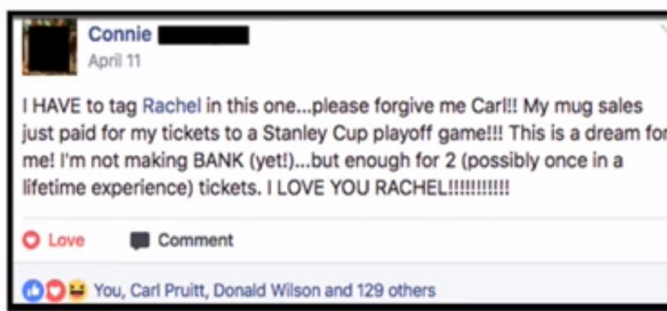 Connie
April 11
I HAVE to tag Rachel in this one...please forgive me Carl!! My mug sales
just paid for my tickets to a Stanley Cup playoff game!!! This is a dream for
me! I'm not making BANK (yet!)...but enough for 2 (possibly once in a
lifetime experience) tickets. I LOVE YOU RACHEL!!!!!!!!!!!
Love Comment
You, Carl Pruitt, Donald Wilson and 129 others